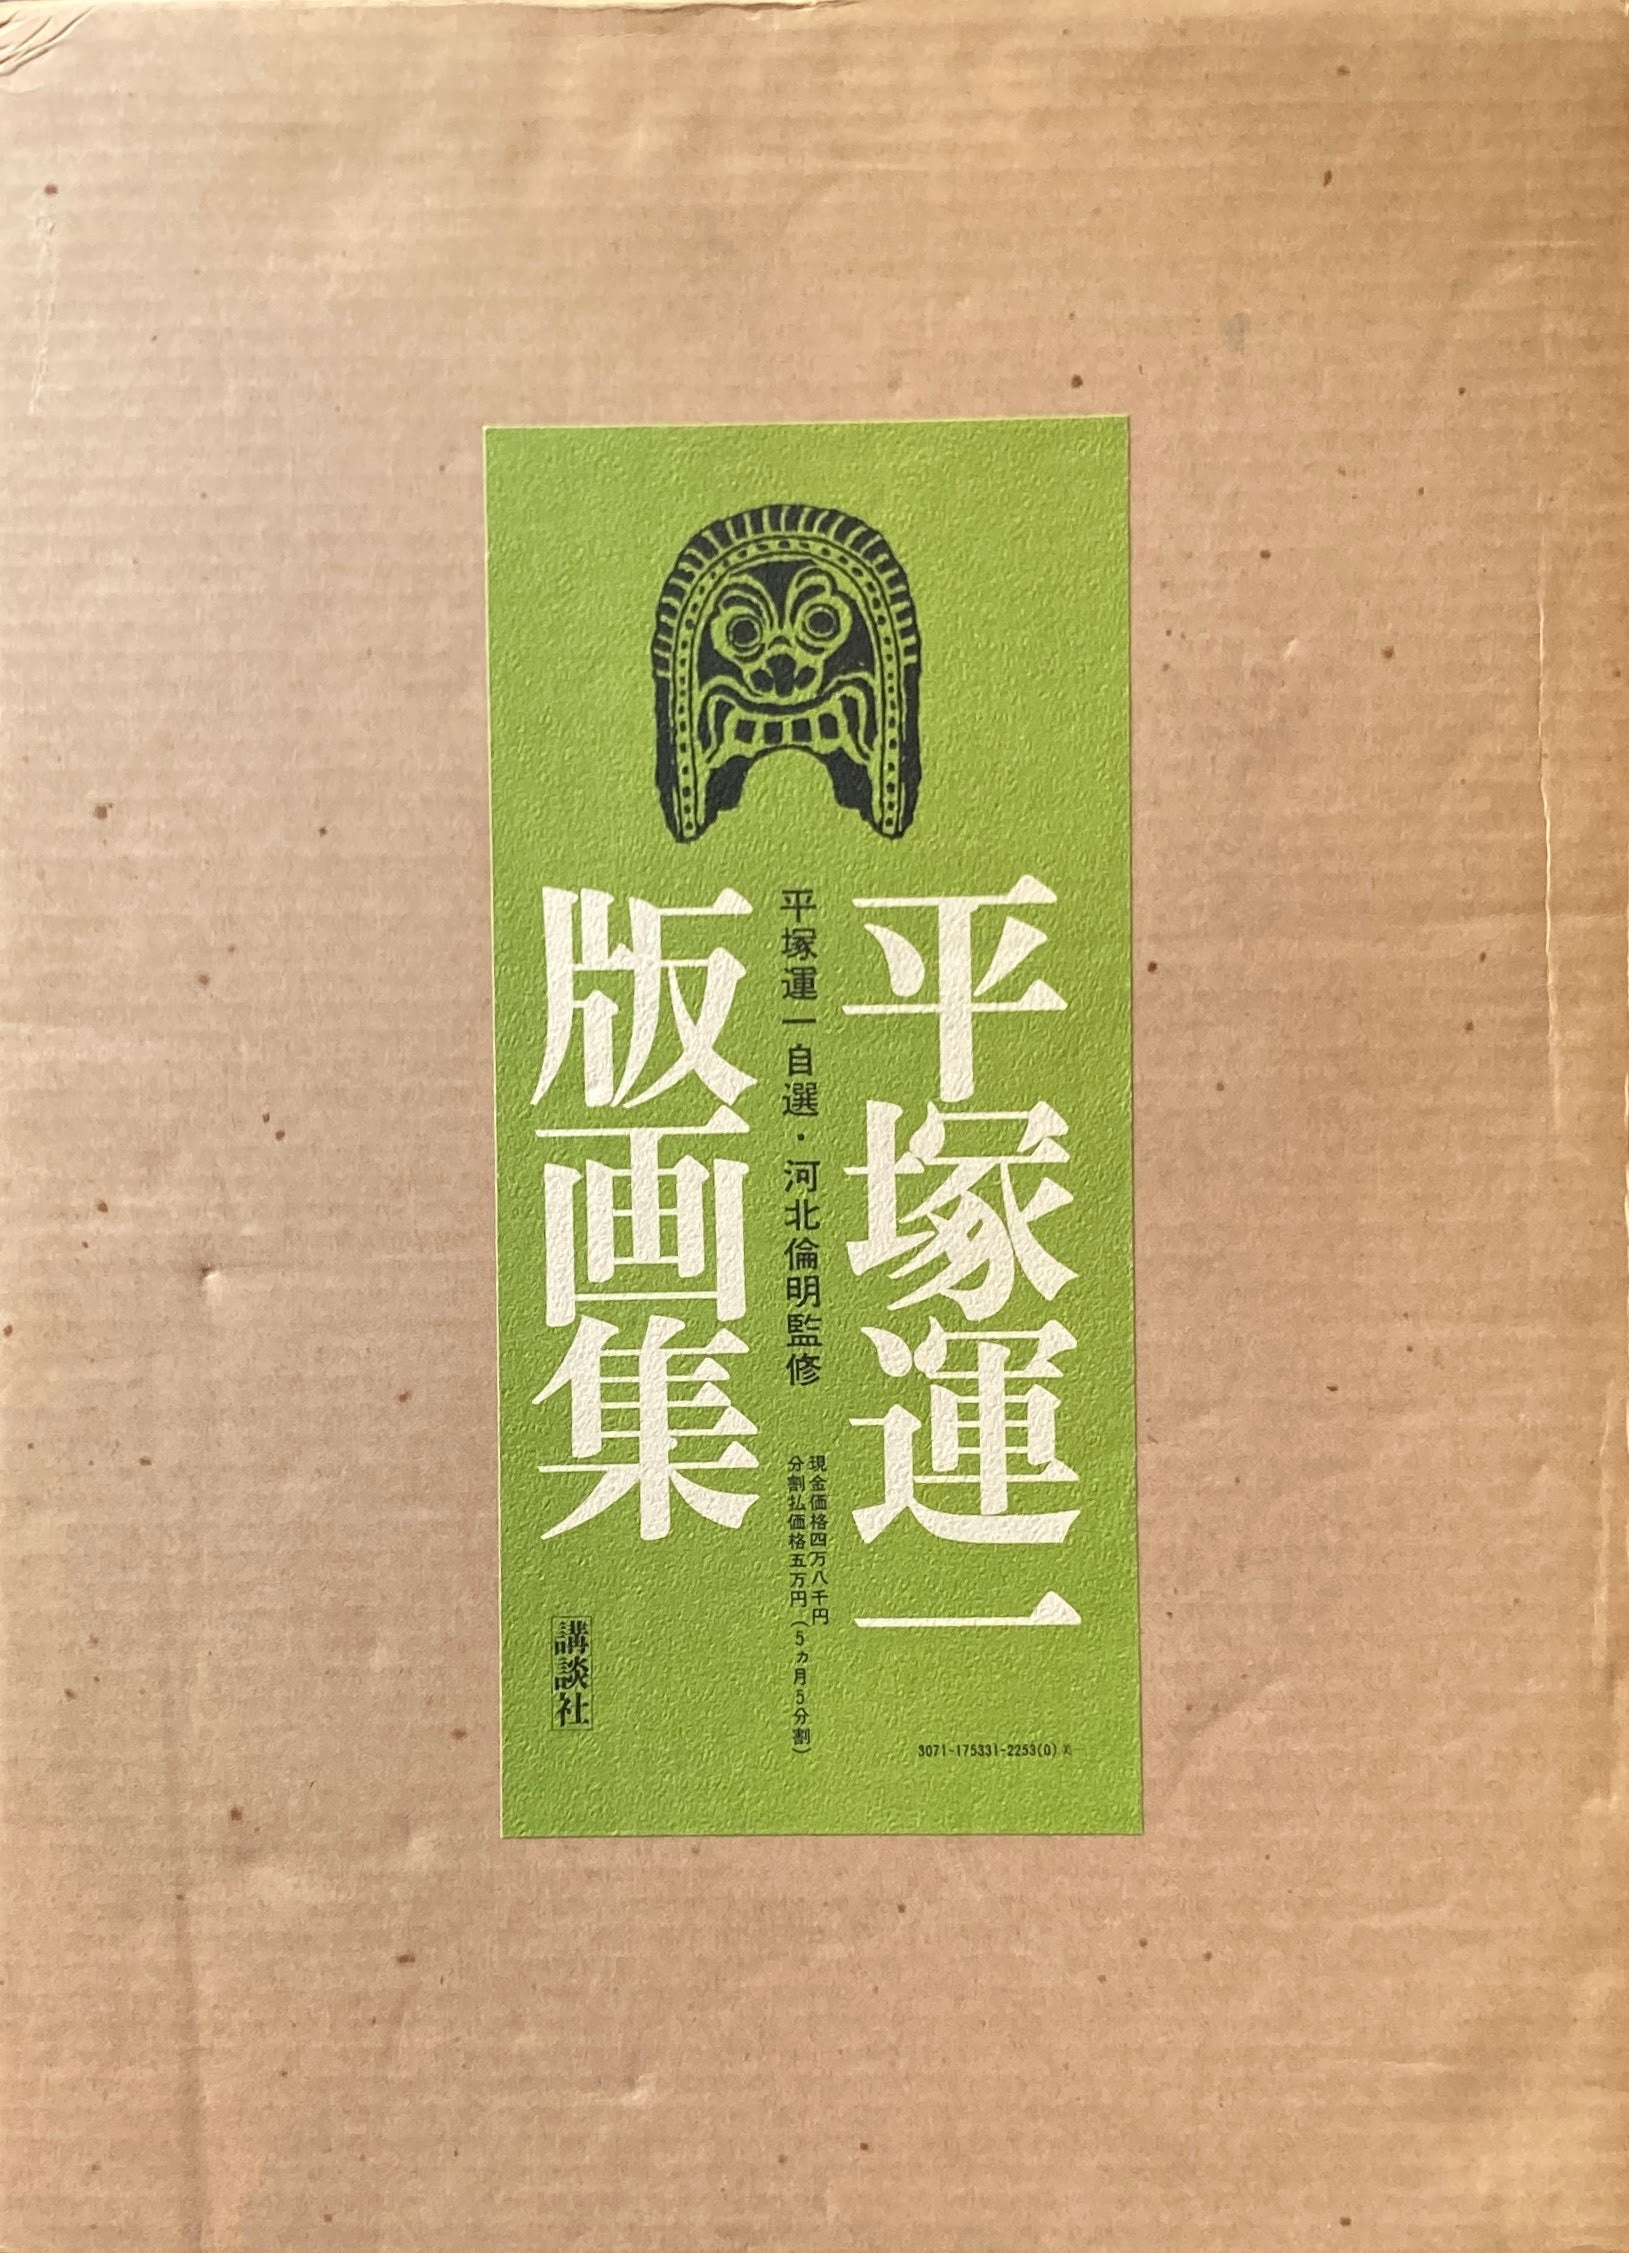 平塚運一
平塚運一自選・河北倫明監修
現金価格四万八千円
分割払価格五万円(5ヵ月5分割)
版画集
講談社
3071-175331-2253(0)